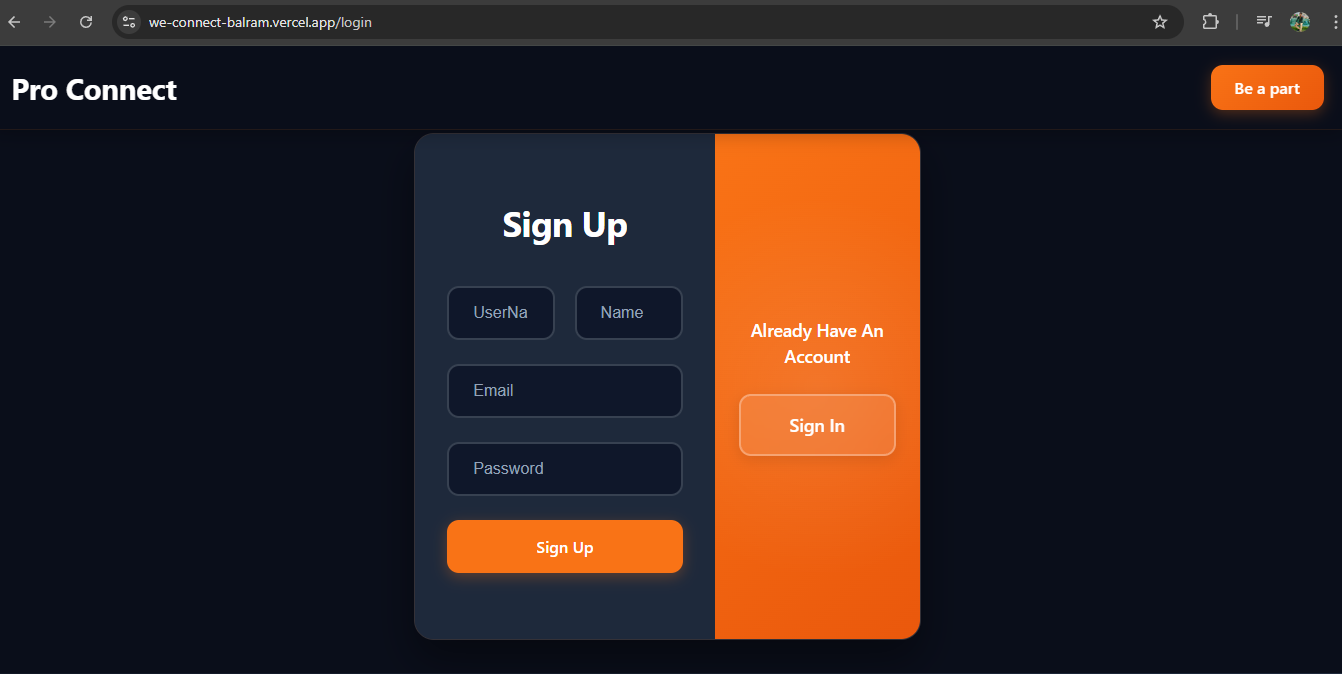 we-connect-balram.vercel.app/login
Pro Connect
Be a part
Sign Up
UserNa
Name
Email
Password
Sign Up
Already Have An
Account
Sign In